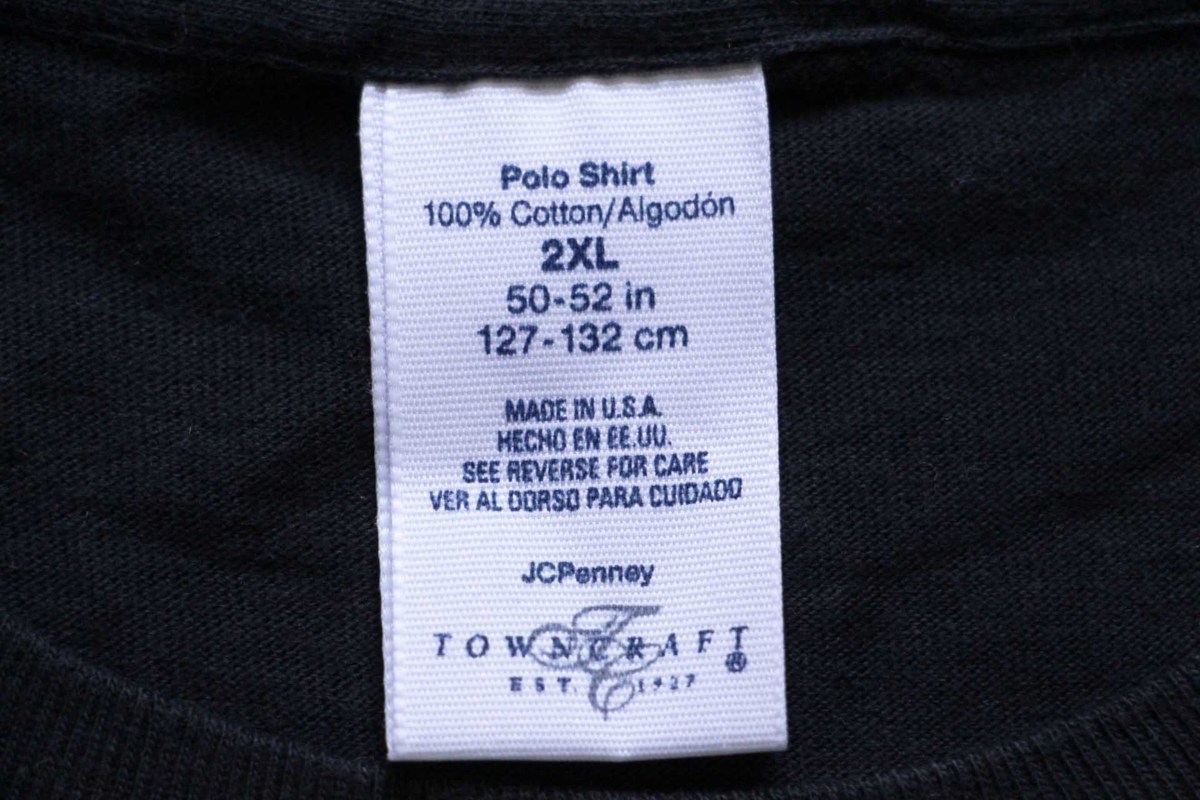 Polo Shirt
100% Cotton/Algodón
2XL
50-52 in
127-132 cm
MADE IN U.S.A.
HECHO EN EE.UU.
SEE REVERSE FOR CARE
VER AL DORSO PARA CUIDADO
JCPenney
TOWNCRAFT®
EST. 1927